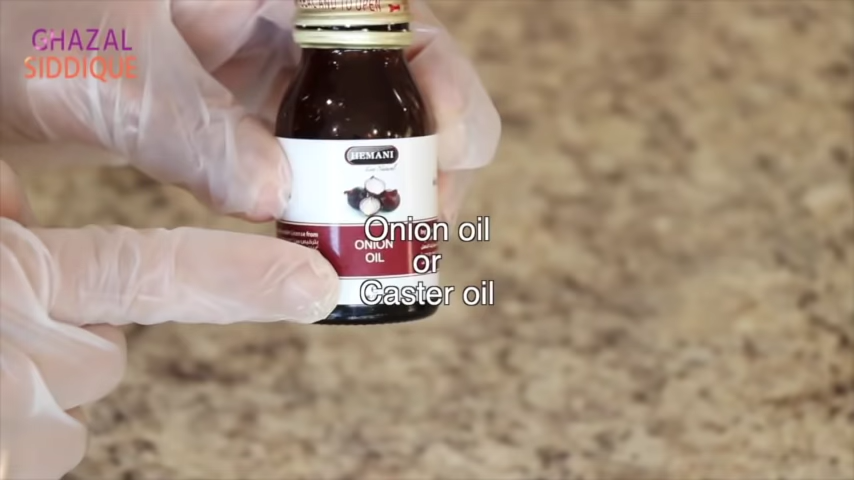 GHAZAL
SIDDIQUE
HEMANI
ONION
OIL
Onion oil
or
Caster oil